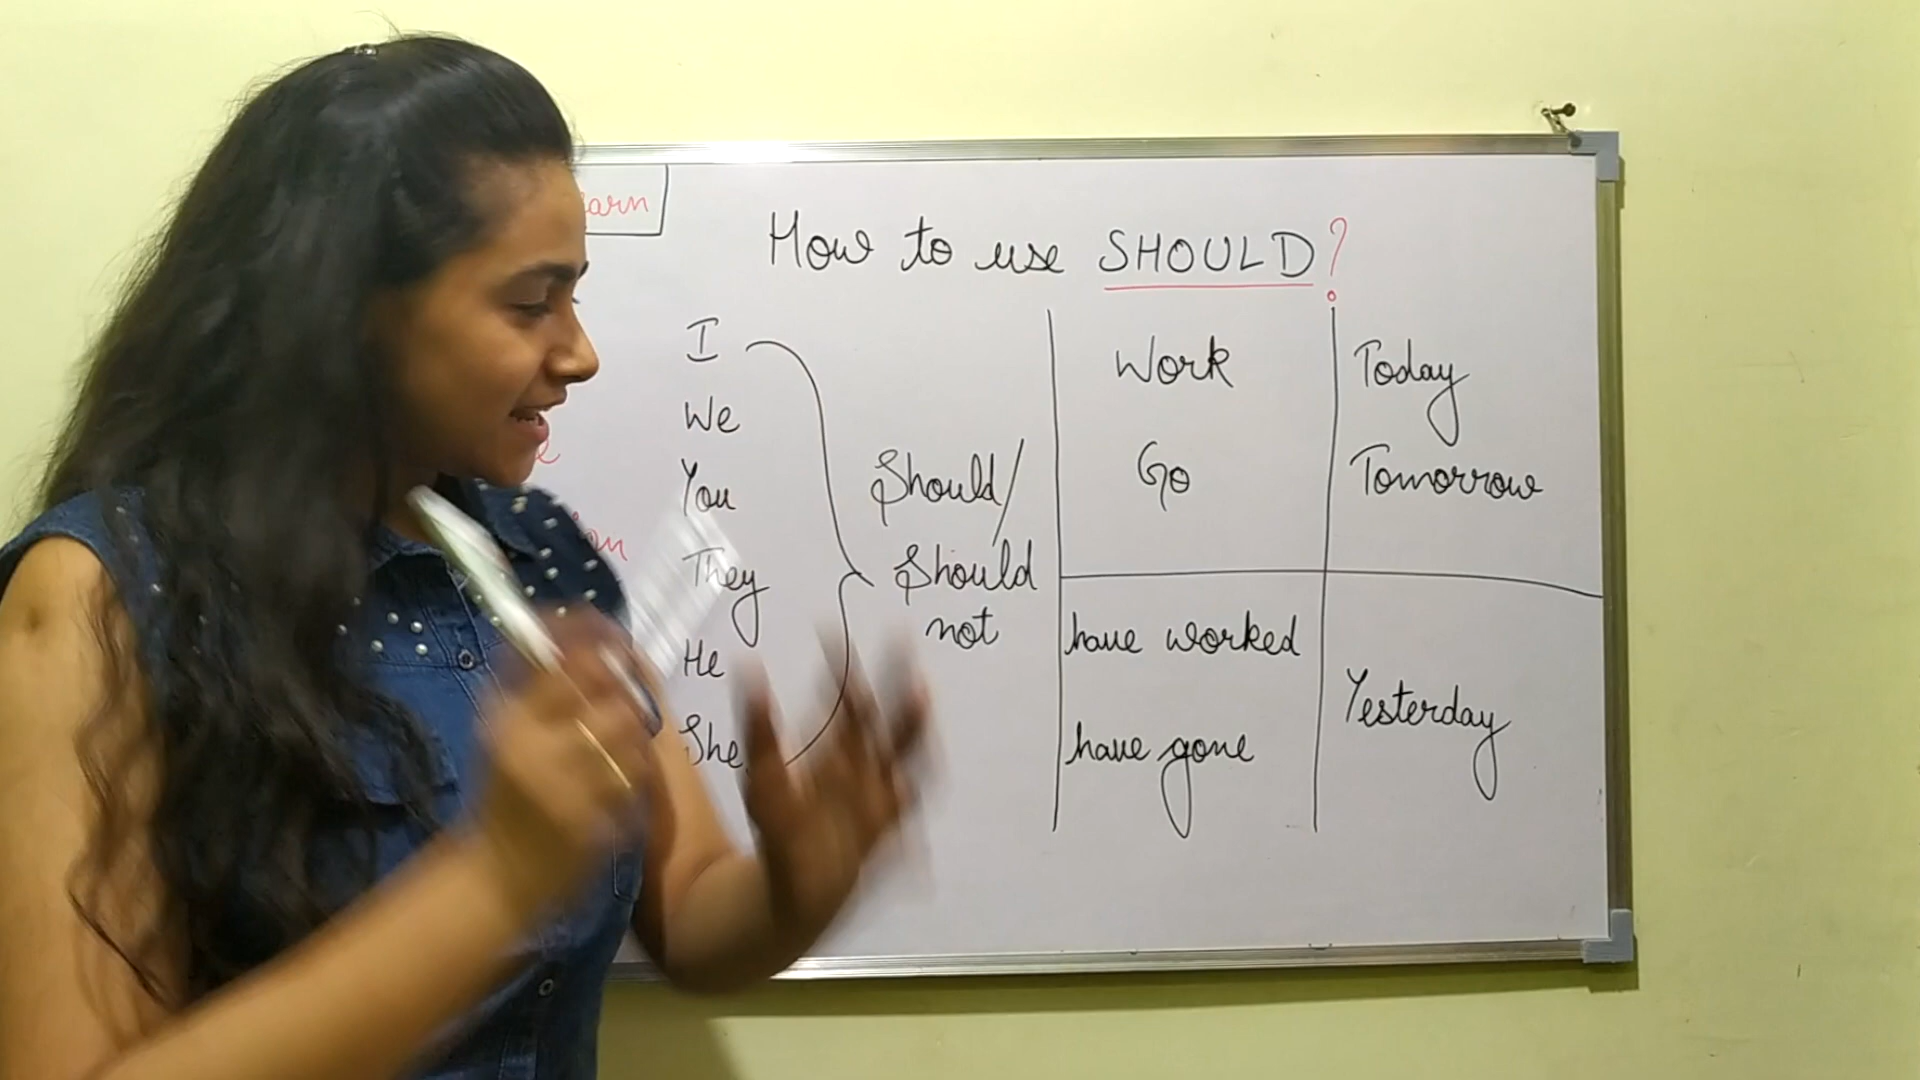 How to use SHOULD?
I
We
You
They
He
She
Should/
Should
not
Work
Go
Today
Tomorrow
have worked
have gone
Yesterday